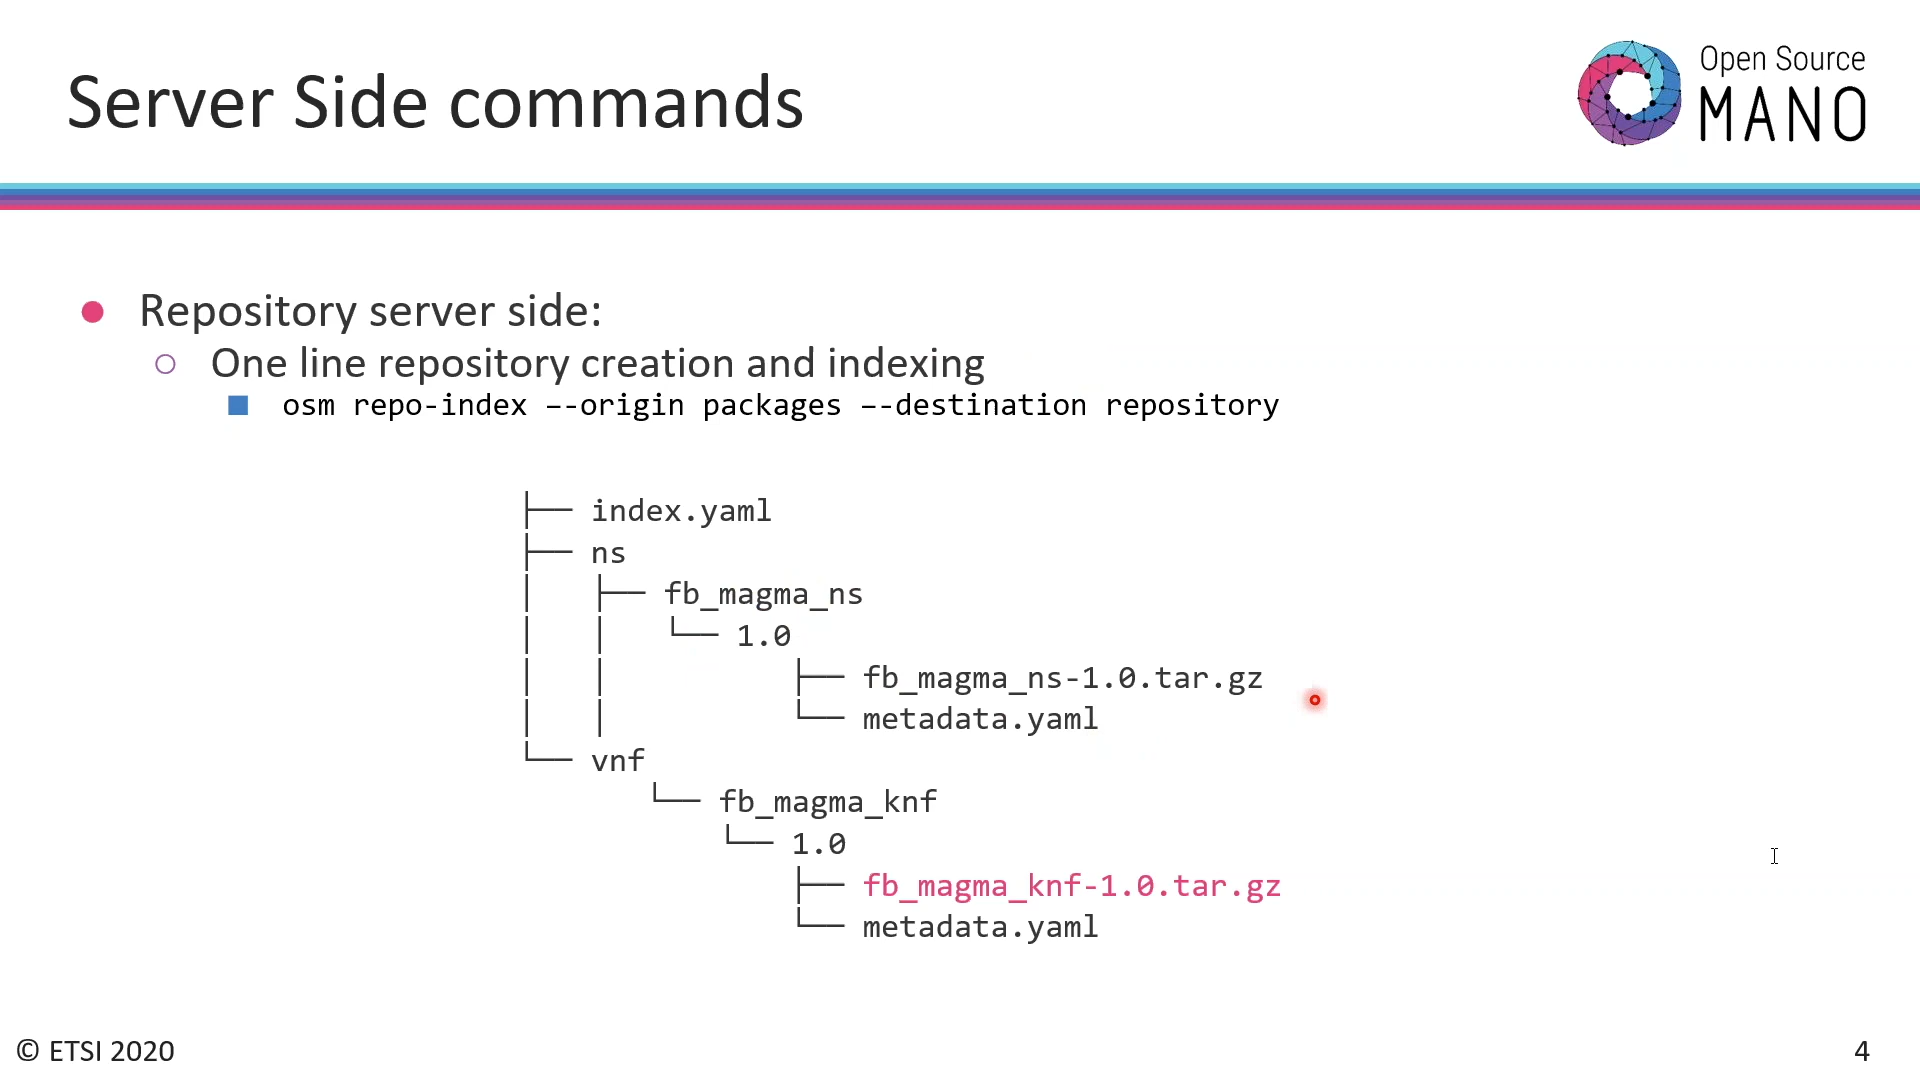 Server Side commands
Open Source
MANO
● Repository server side:
○ One line repository creation and indexing
■ osm repo-index –-origin packages –-destination repository
├── index.yaml
├── ns
│   ├── fb_magma_ns
│   │   └── 1.0
│   │       ├── fb_magma_ns-1.0.tar.gz
│   │       └── metadata.yaml
└── vnf
    └── fb_magma_knf
        └── 1.0
            ├── fb_magma_knf-1.0.tar.gz
            └── metadata.yaml
© ETSI 2020
4